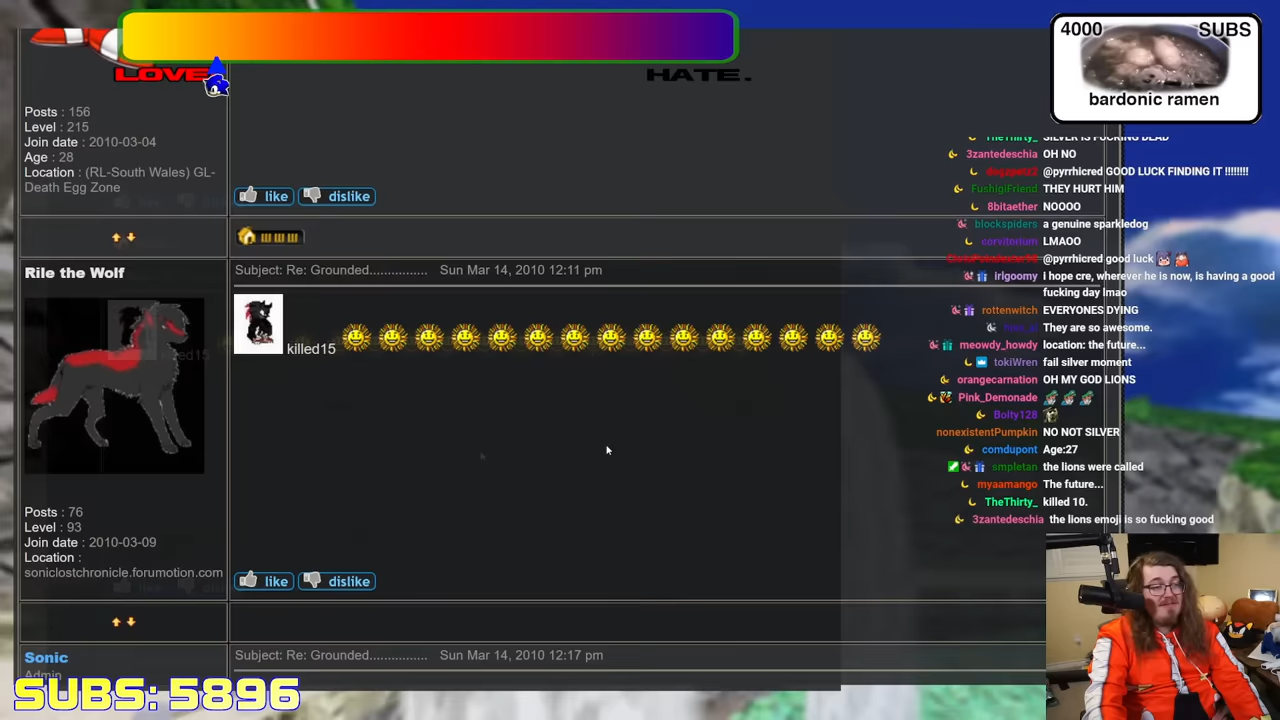 4000 SUBS
bardonic ramen
LOVE
HATE.
Posts : 156
Level : 215
Join date : 2010-03-04
Age : 28
Location : (RL-South Wales) GL-
Death Egg Zone
like dislike
Rile the Wolf
Subject: Re: Grounded................ Sun Mar 14, 2010 12:11 pm
killed15
Posts : 76
Level : 93
Join date : 2010-03-09
Location :
soniclostchronicle.forumotion.com
like dislike
Sonic
Admin
Subject: Re: Grounded................ Sun Mar 14, 2010 12:17 pm
SUBS: 5896
TheThirty_ SILVER IS FUCKING DEAD
3zantedeschia OH NO
@pyrrhicred GOOD LUCK FINDING IT !!!!!!!!
FushigiFriend THEY HURT HIM
8bitaether NOOOO
blockspiders a genuine sparkledog
corvitorium LMAOO
@pyrrhicred good luck
irlgoomy i hope cre, wherever he is now, is having a good
fucking day lmao
rottenwitch EVERYONES DYING
They are so awesome.
meowdy_howdy location: the future...
tokiWren fail silver moment
orangecarnation OH MY GOD LIONS
Pink_Demonade
Bolty128
nonexistentPumpkin NO NOT SILVER
comdupont Age:27
smpletan the lions were called
myaamango The future...
TheThirty_ killed 10.
3zantedeschia the lions emoji is so fucking good